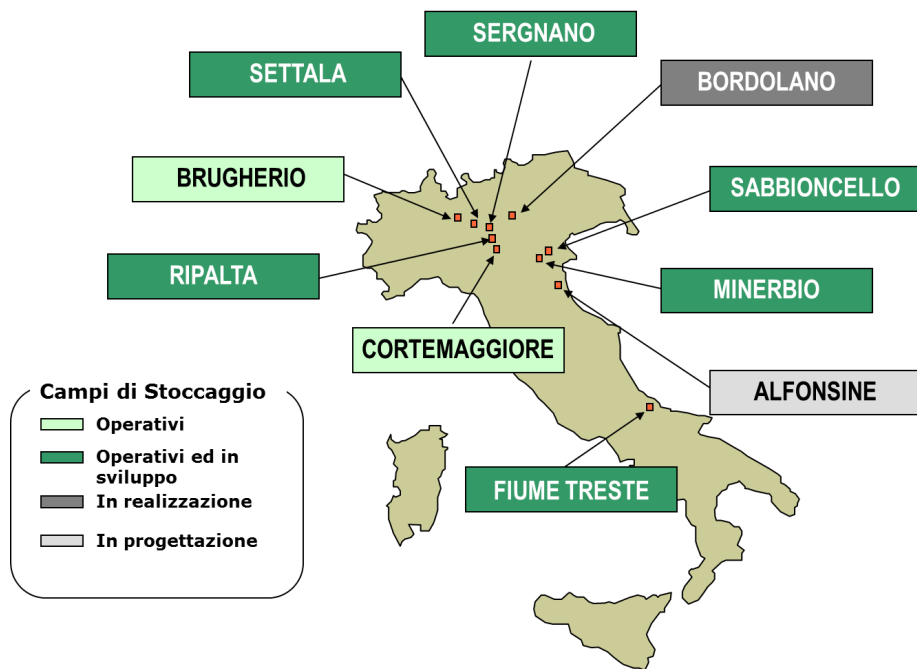 SERGNANO
SETTALA
BORDOLANO
BRUGHERIO
SABBIONCELLO
RIPALTA
MINERBIO
CORTEMAGGIORE
ALFONSINE
FIUME TRESTE
Campi di Stoccaggio
Operativi
Operativi ed in
sviluppo
In realizzazione
In progettazione